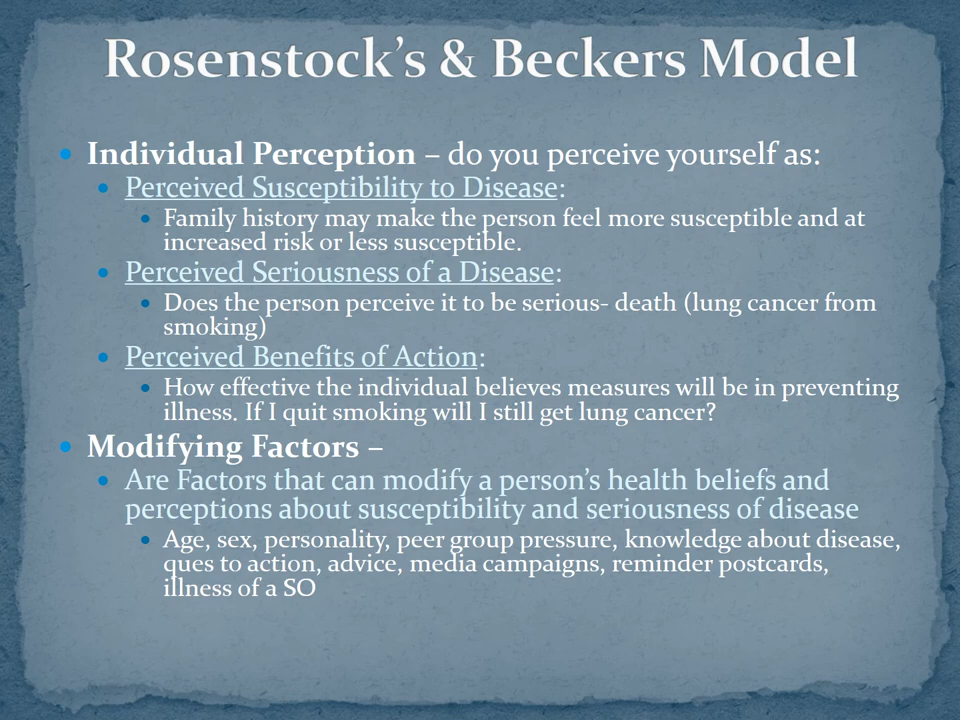 Rosenstock’s & Beckers Model
• Individual Perception – do you perceive yourself as:
• Perceived Susceptibility to Disease:
• Family history may make the person feel more susceptible and at
increased risk or less susceptible.
• Perceived Seriousness of a Disease:
• Does the person perceive it to be serious- death (lung cancer from
smoking)
• Perceived Benefits of Action:
• How effective the individual believes measures will be in preventing
illness. If I quit smoking will I still get lung cancer?
• Modifying Factors –
• Are Factors that can modify a person’s health beliefs and
perceptions about susceptibility and seriousness of disease
• Age, sex, personality, peer group pressure, knowledge about disease,
ques to action, advice, media campaigns, reminder postcards,
illness of a SO